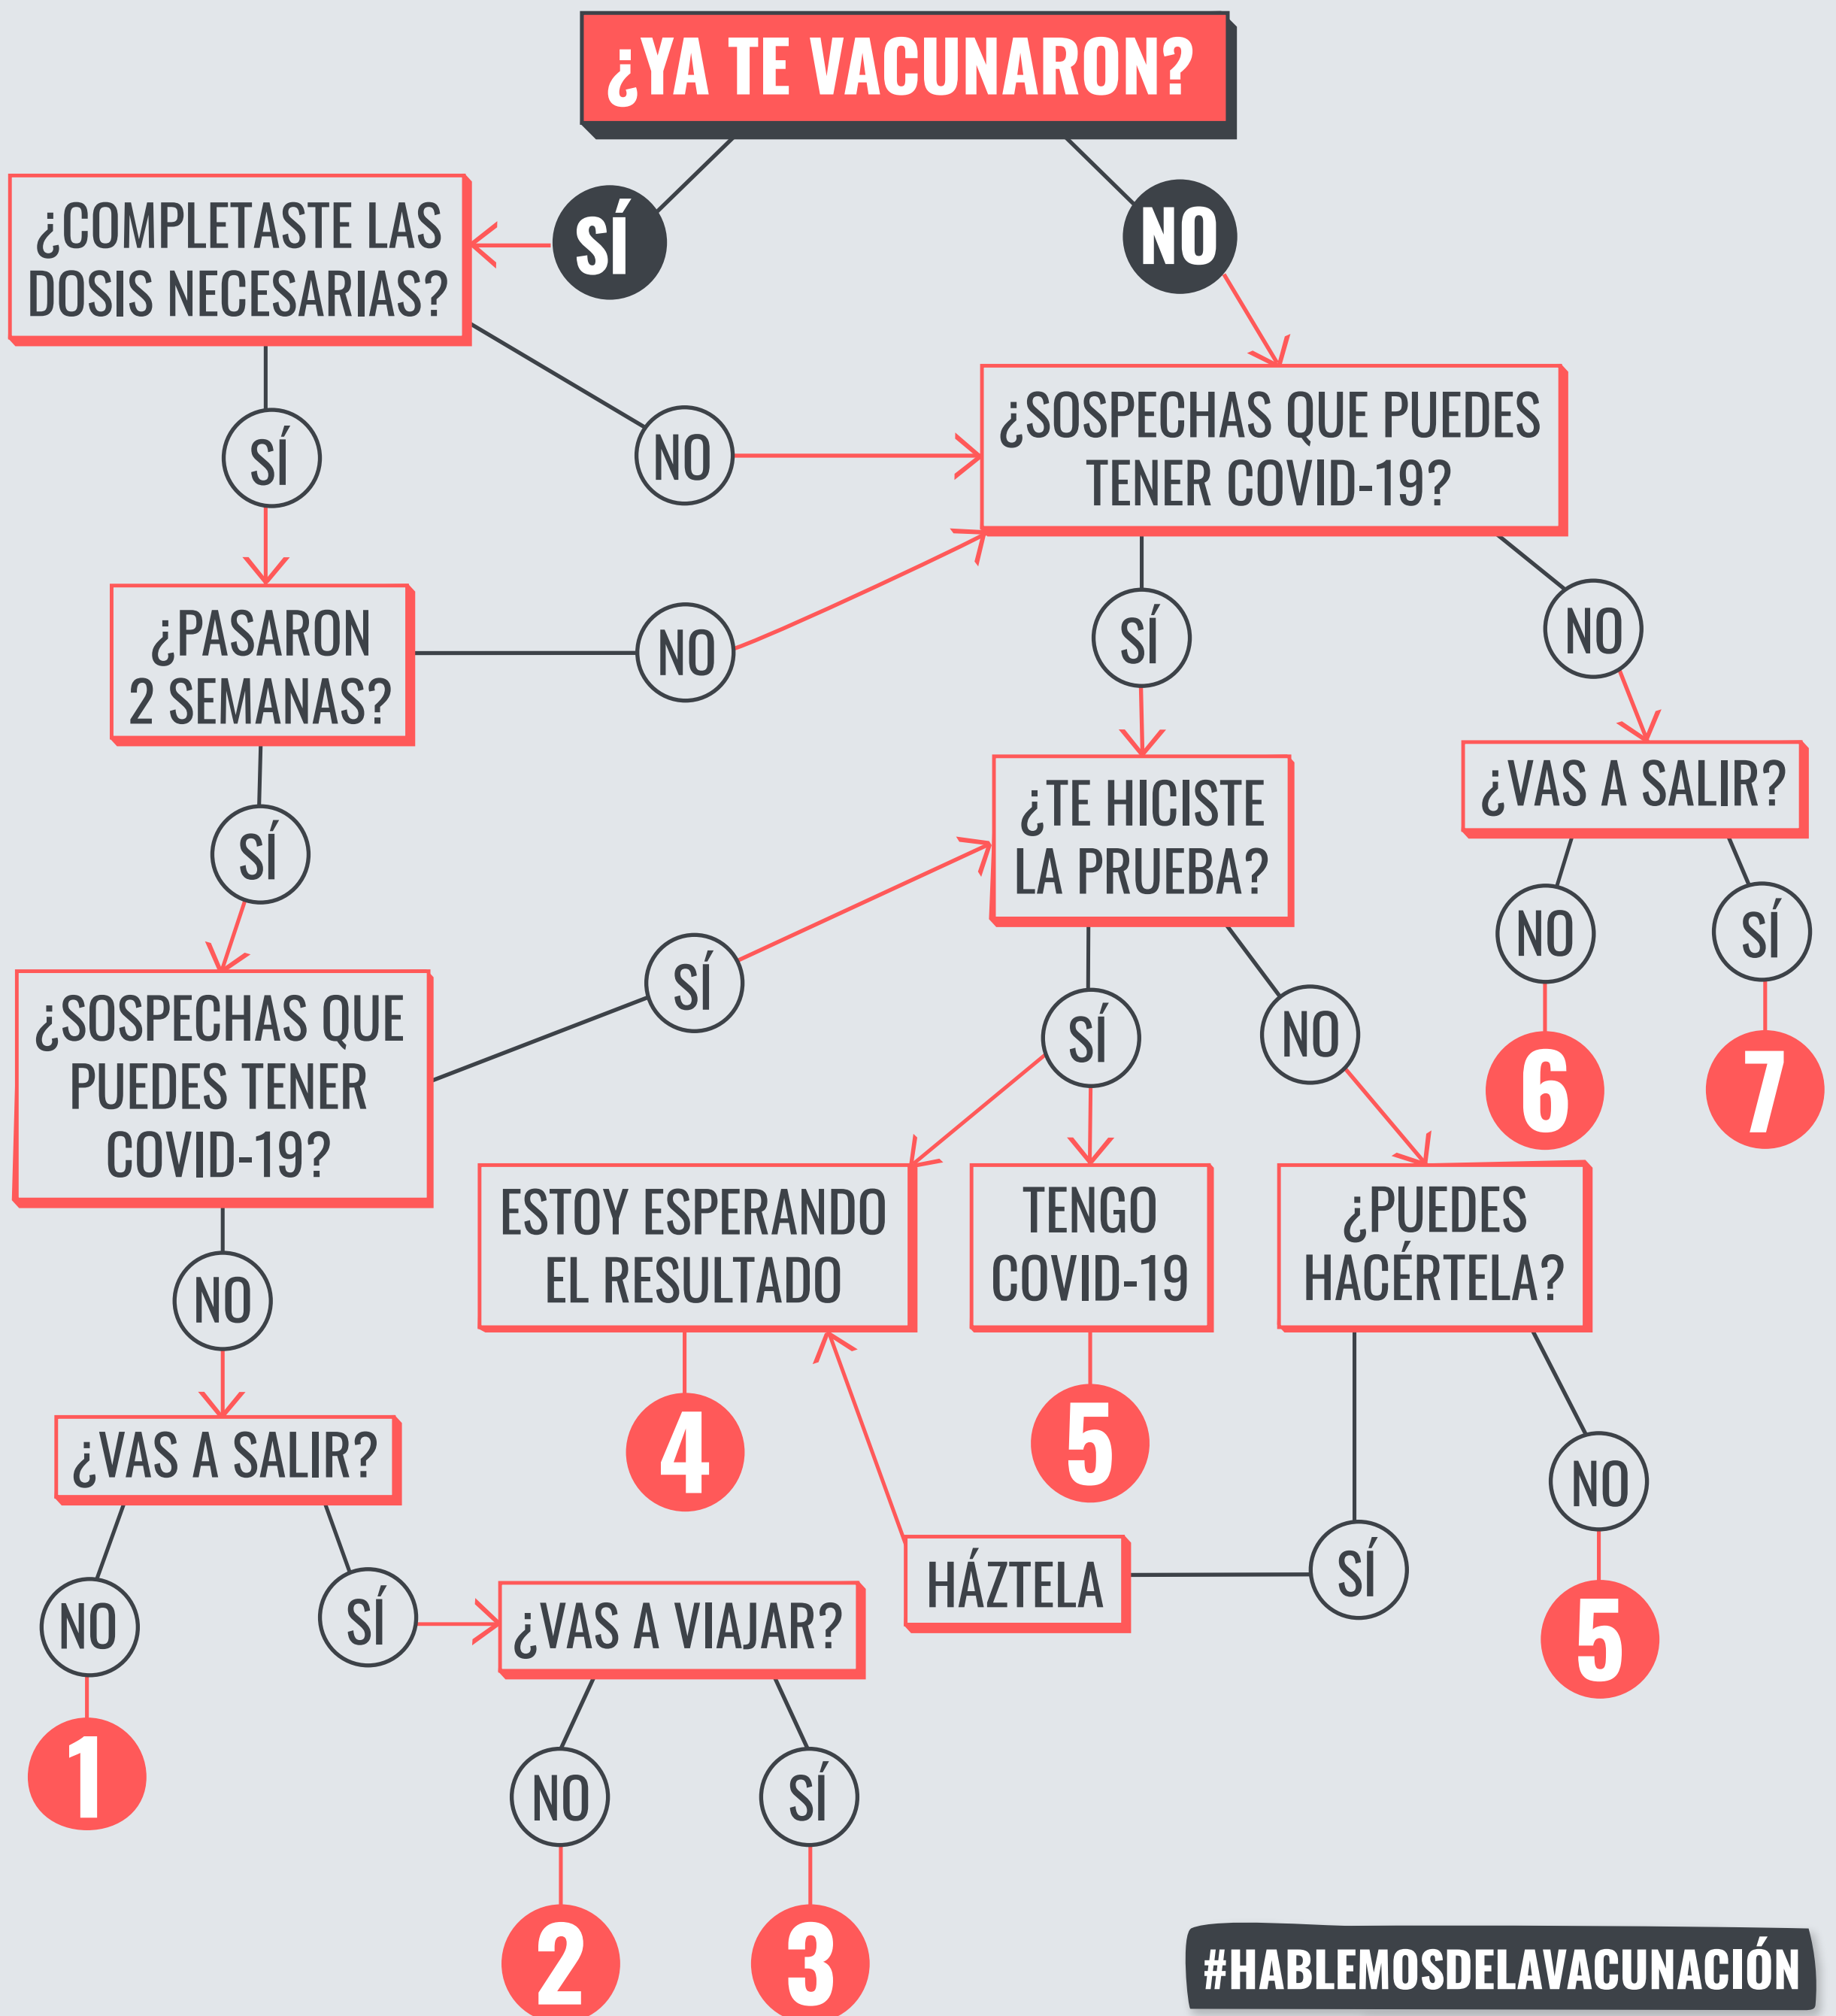 ¿YA TE VACUNARON?
SÍ
NO
¿COMPLETASTE LAS
DOSIS NECESARIAS?
SÍ
NO
¿SOSPECHAS QUE PUEDES
TENER COVID-19?
¿PASARON
2 SEMANAS?
NO
SÍ
NO
SÍ
¿TE HICISTE
LA PRUEBA?
¿VAS A SALIR?
NO
SÍ
6
7
¿SOSPECHAS QUE
PUEDES TENER
COVID-19?
SÍ
SÍ
NO
NO
ESTOY ESPERANDO
EL RESULTADO
TENGO
COVID-19
¿PUEDES
HACÉRTELA?
4
5
NO
SÍ
5
HÁZTELA
¿VAS A SALIR?
NO
SÍ
¿VAS A VIAJAR?
1
NO
SÍ
2
3
#HABLEMOSDELAVACUNACIÓN